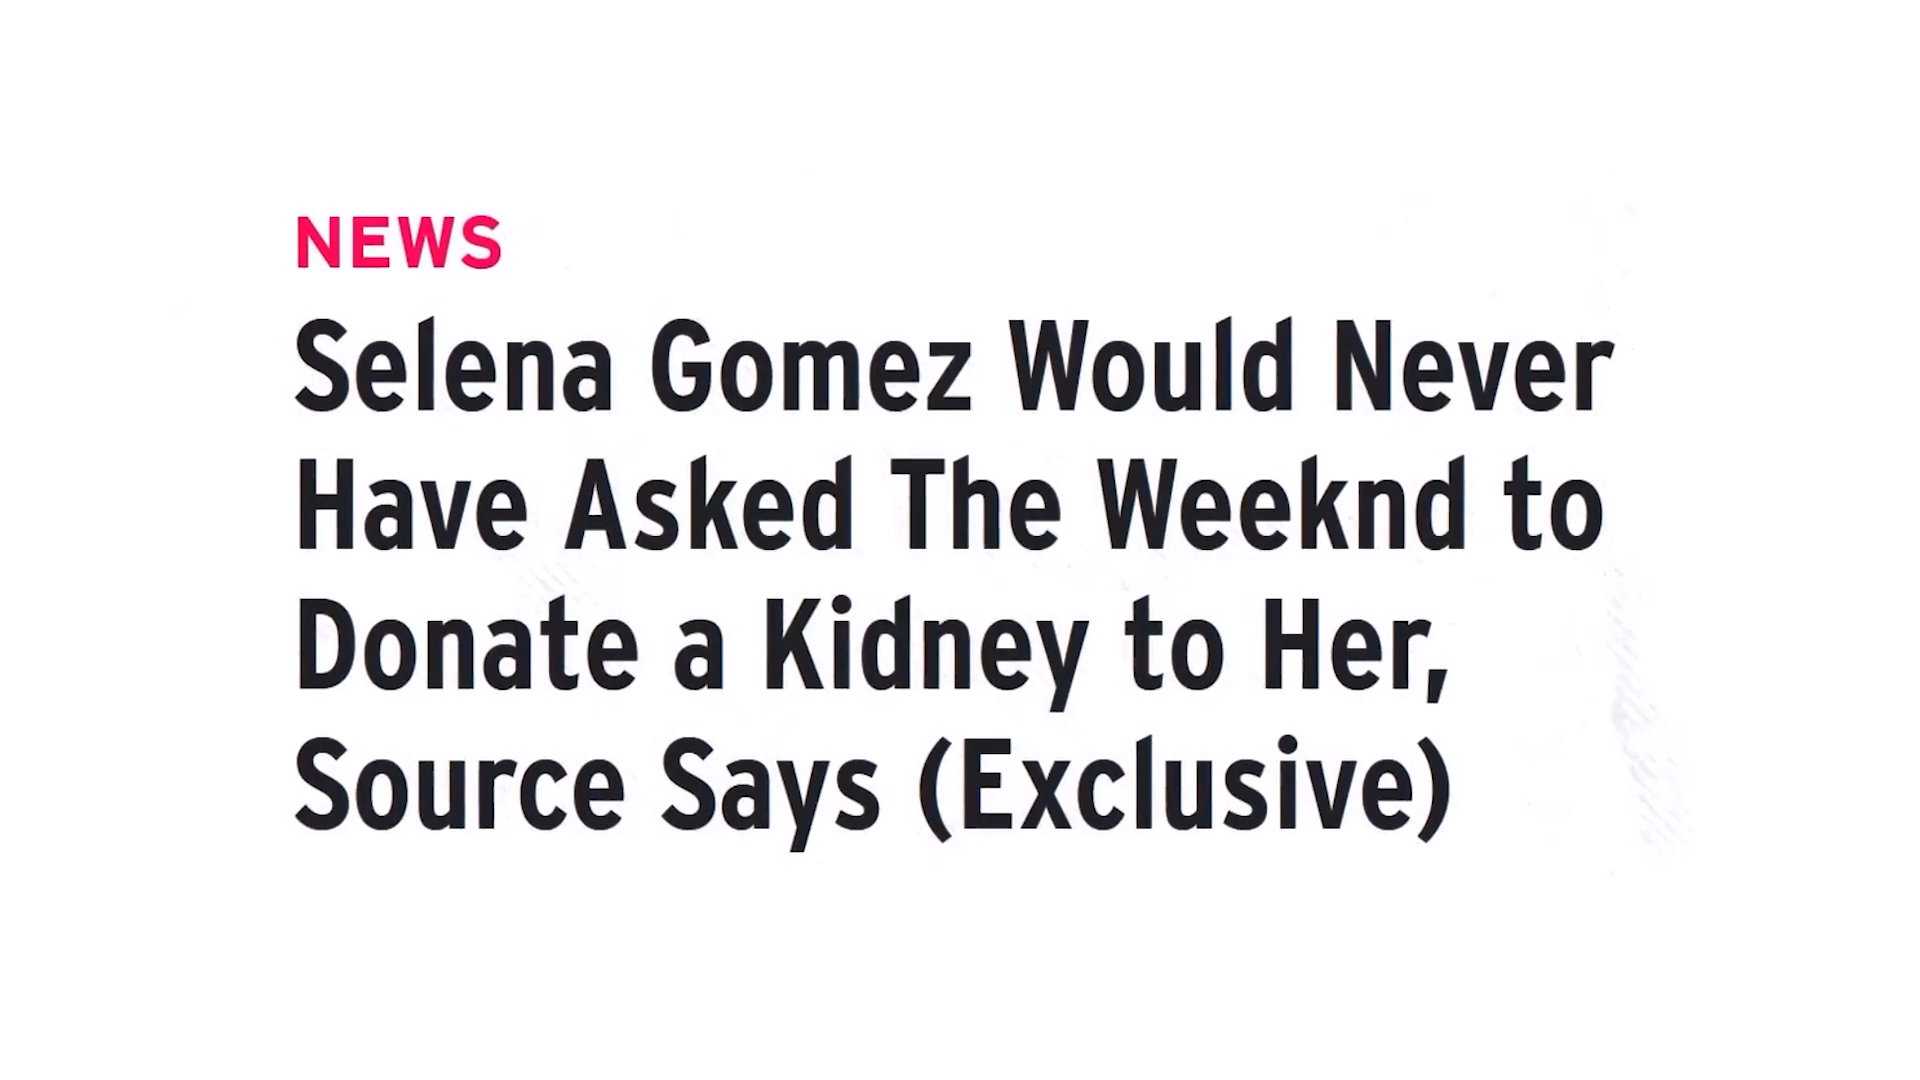 NEWS
Selena Gomez Would Never
Have Asked The Weeknd to
Donate a Kidney to Her,
Source Says (Exclusive)